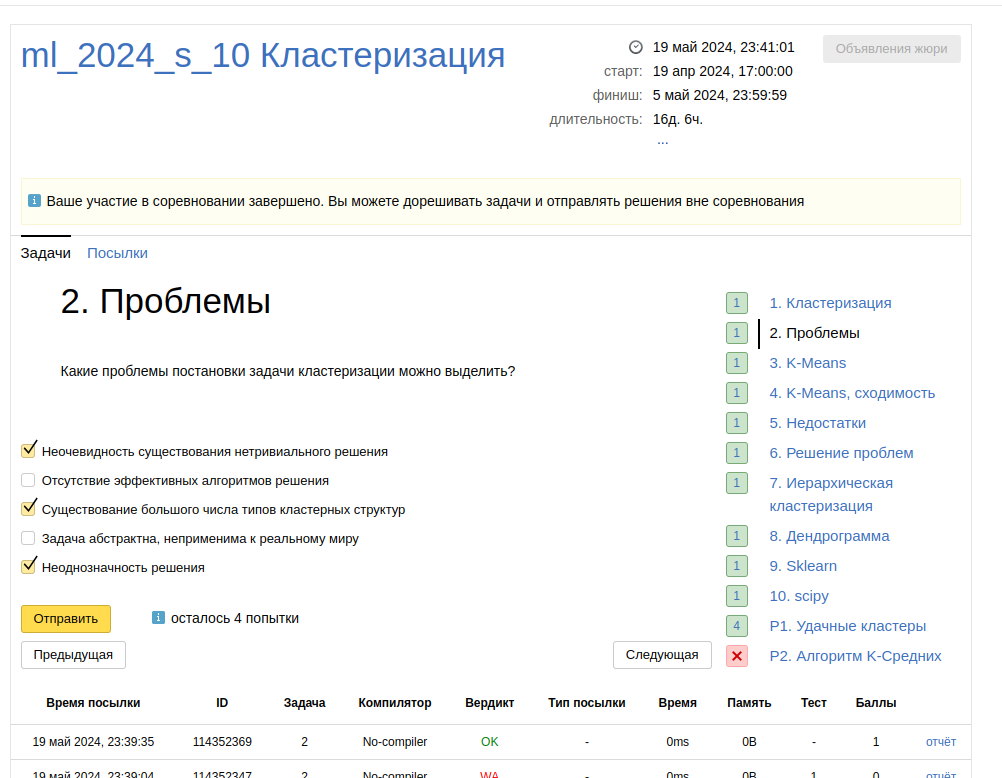 ml_2024_s_10 Кластеризация
19 май 2024, 23:41:01
Объявления жюри
старт: 19 апр 2024, 17:00:00
финиш: 5 май 2024, 23:59:59
длительность: 16д. 6ч.
...
Ваше участие в соревновании завершено. Вы можете дорешивать задачи и отправлять решения вне соревнования
Задачи Посылки
2. Проблемы
Какие проблемы постановки задачи кластеризации можно выделить?
Неочевидность существования нетривиального решения
Отсутствие эффективных алгоритмов решения
Существование большого числа типов кластерных структур
Задача абстрактна, неприменима к реальному миру
Неоднозначность решения
Отправить
осталось 4 попытки
Предыдущая
Следующая
1 1. Кластеризация
1 2. Проблемы
1 3. K-Means
1 4. K-Means, сходимость
1 5. Недостатки
1 6. Решение проблем
1 7. Иерархическая
кластеризация
1 8. Дендрограмма
1 9. Sklearn
1 10. scipy
4 P1. Удачные кластеры
P2. Алгоритм K-Средних
Время посылки ID Задача Компилятор Вердикт Тип посылки Время Память Тест Баллы
19 май 2024, 23:39:35 114352369 2 No-compiler OK - 0ms 0B - 1 отчёт
19 май 2024, 23:39:04 114352347 2 No-compiler WA - 0ms 0B 1 0 отчёт